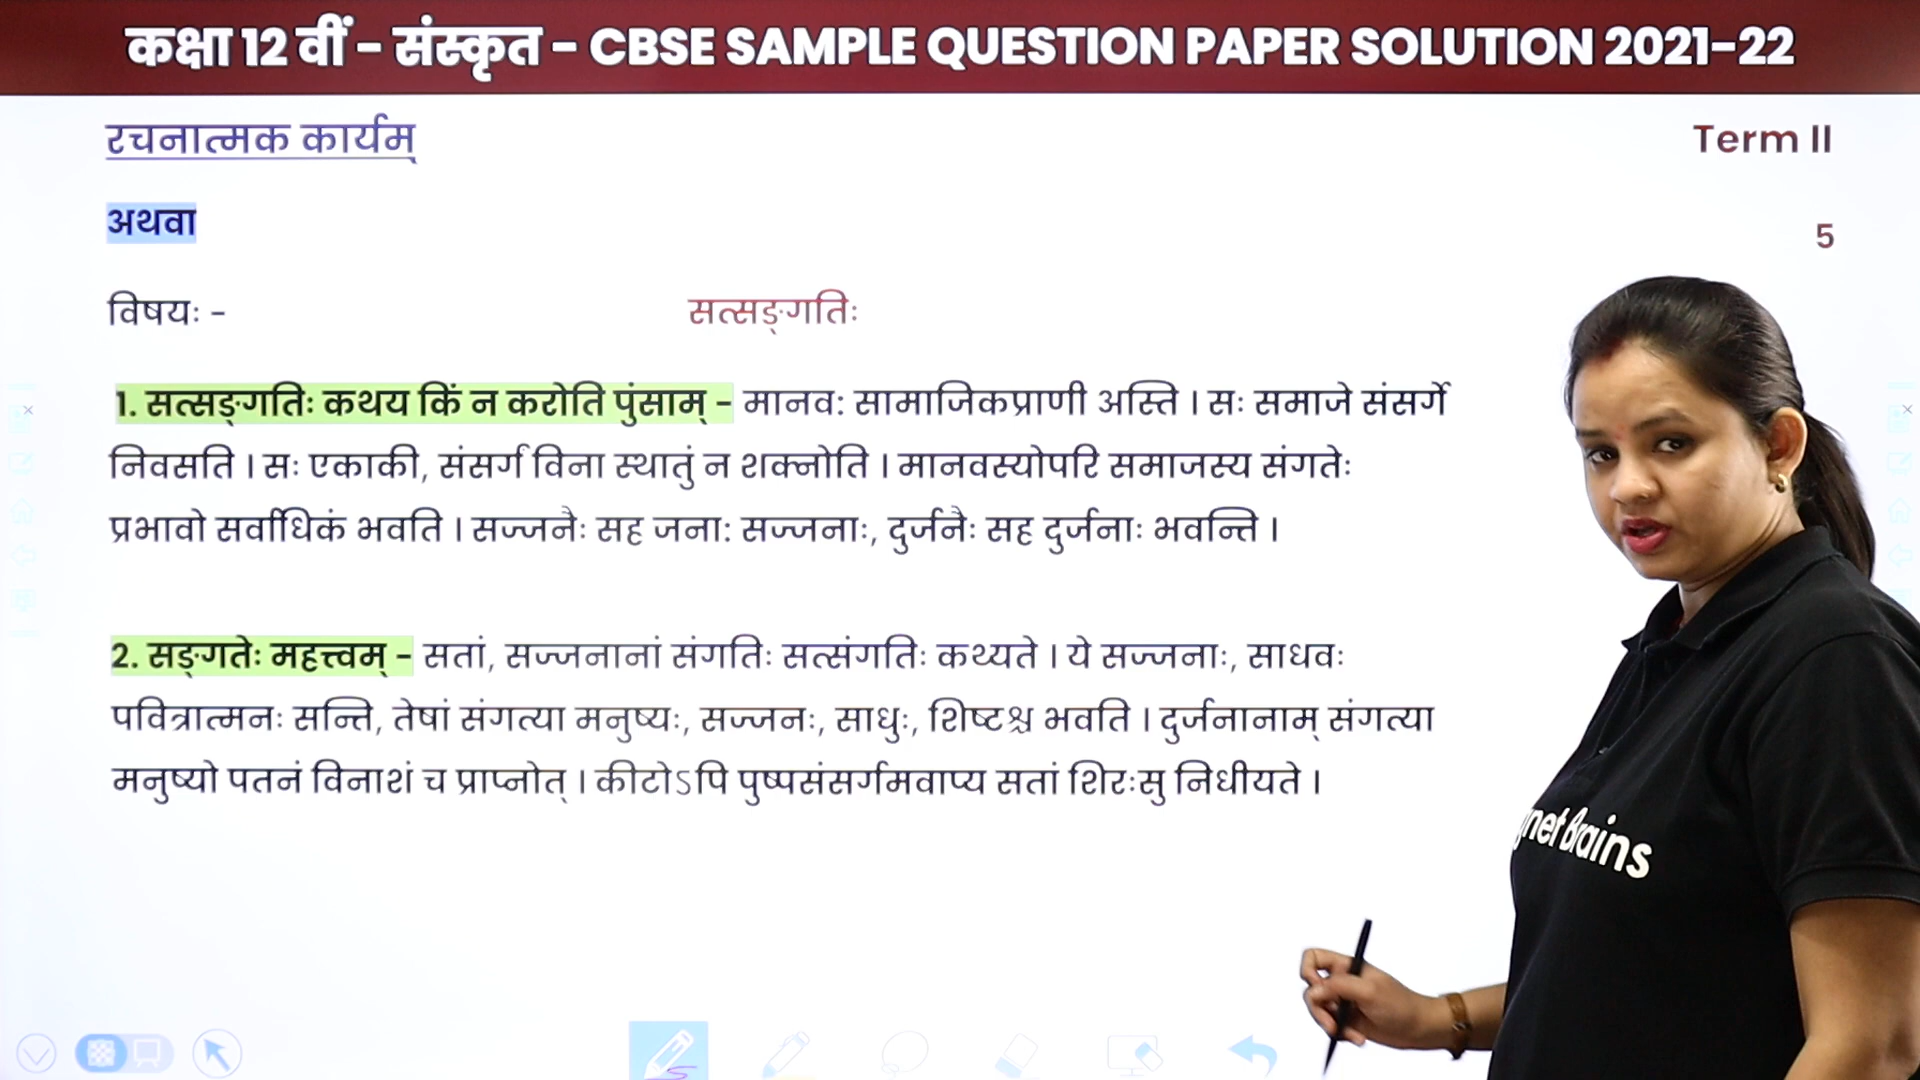 कक्षा 12 वीं - संस्कृत - CBSE SAMPLE QUESTION PAPER SOLUTION 2021-22
रचनात्मक कार्यम्
Term II
अथवा
5
विषयः -
सत्सङ्गतिः
1. सत्सङ्गतिः कथय किं न करोति पुंसाम् - मानव: सामाजिकप्राणी अस्ति । सः समाजे संसर्गे
निवसति । सः एकाकी, संसर्ग विना स्थातुं न शक्नोति । मानवस्योपरि समाजस्य संगतेः
प्रभावो सर्वाधिकं भवति । सज्जनैः सह जना: सज्जनाः, दुर्जनैः सह दुर्जनाः भवन्ति ।
2. सङ्गतेः महत्त्वम् - सतां, सज्जनानां संगतिः सत्संगतिः कथ्यते । ये सज्जनाः, साधवः
पवित्रात्मनः सन्ति, तेषां संगत्या मनुष्यः, सज्जनः, साधुः, शिष्टश्च भवति । दुर्जनानाम् संगत्या
मनुष्यो पतनं विनाशं च प्राप्नोत् । कीटोऽपि पुष्पसंसर्गमवाप्य सतां शिरःसु निधीयते ।
gnet Brains